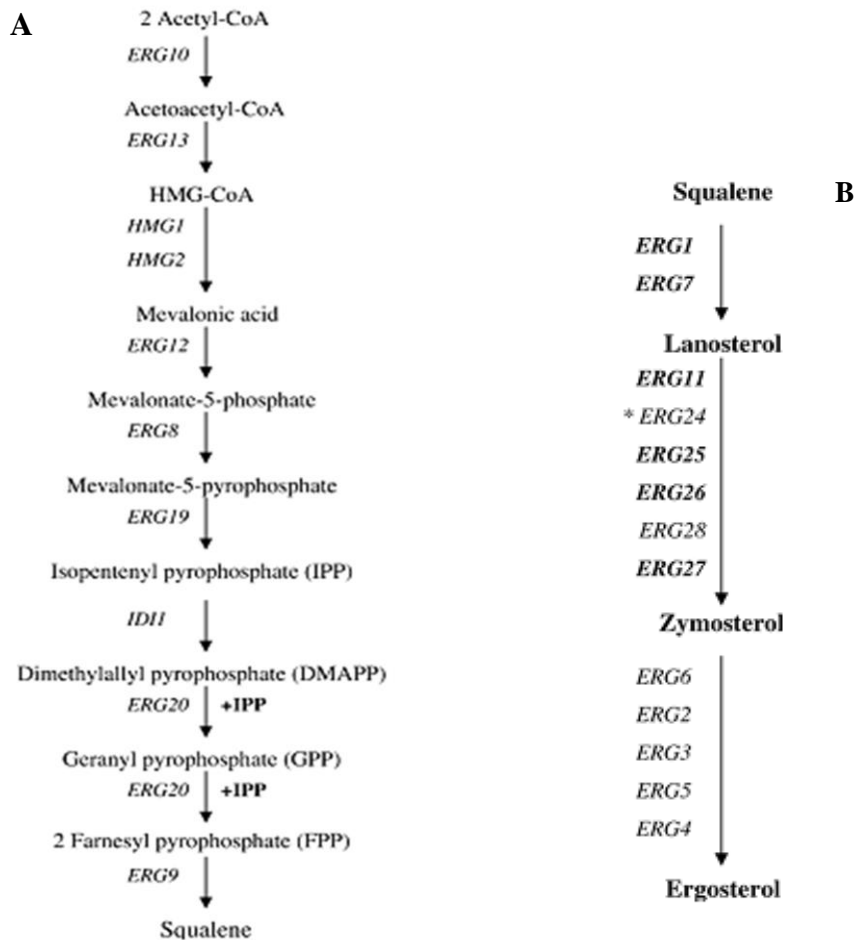 A
2 Acetyl-CoA
ERG10
Acetoacetyl-CoA
ERG13
HMG-CoA
HMG1
HMG2
Mevalonic acid
ERG12
Mevalonate-5-phosphate
ERG8
Mevalonate-5-pyrophosphate
ERG19
Isopentenyl pyrophosphate (IPP)
IDI1
Dimethylallyl pyrophosphate (DMAPP)
ERG20 +IPP
Geranyl pyrophosphate (GPP)
ERG20 +IPP
2 Farnesyl pyrophosphate (FPP)
ERG9
Squalene
B
Squalene
ERG1
ERG7
Lanosterol
ERG11
* ERG24
ERG25
ERG26
ERG28
ERG27
Zymosterol
ERG6
ERG2
ERG3
ERG5
ERG4
Ergosterol